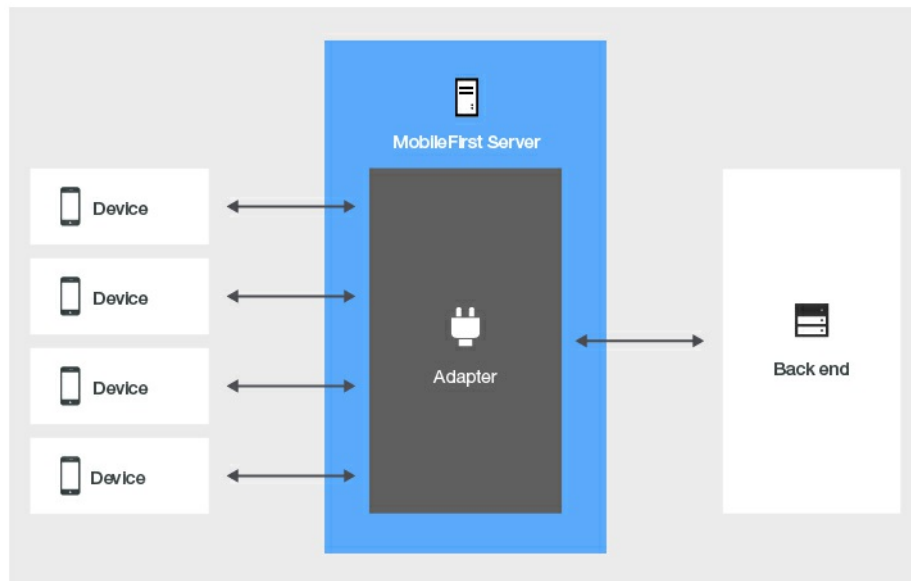 MobileFirst Server
Device
Device
Device
Device
Adapter
Back end